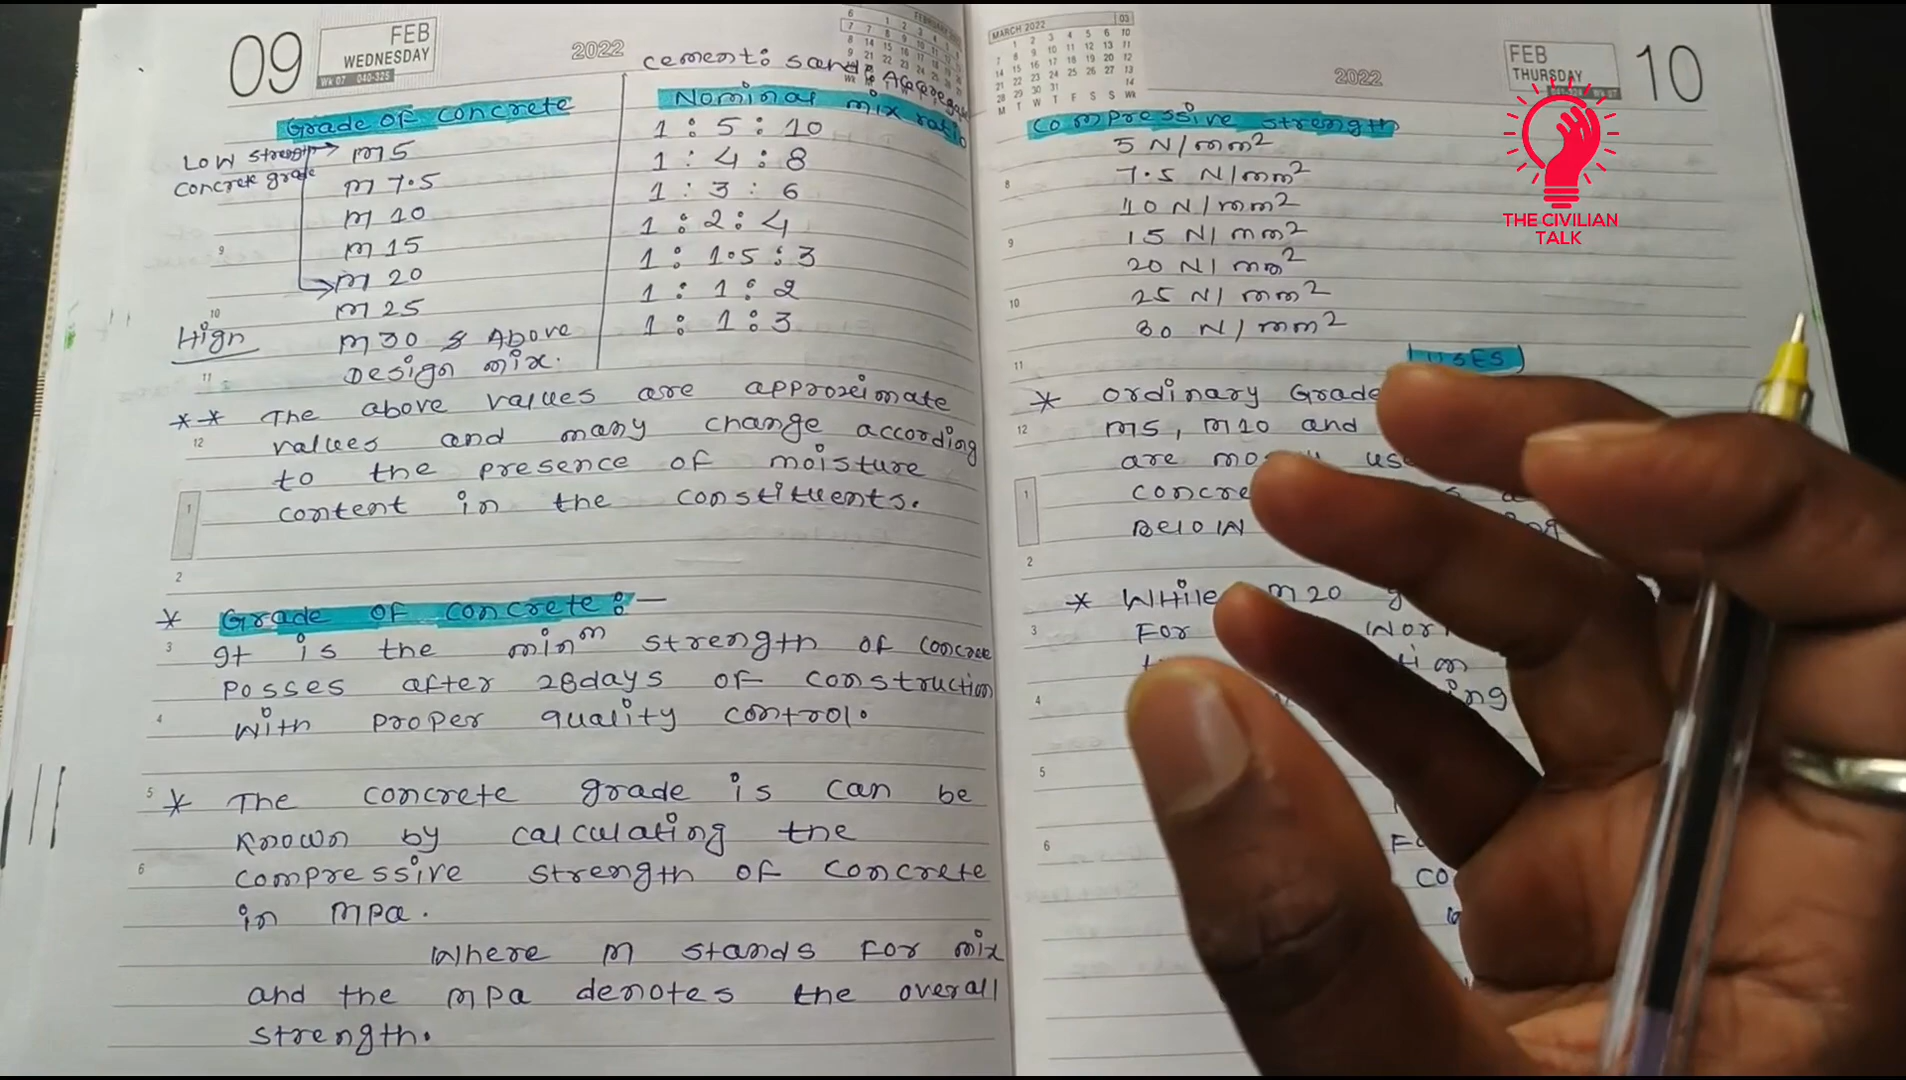 09
FEB
WEDNESDAY
Wk 07 040-325
2022
cement: sand: Aggregate
Grade of concrete
Nominal mix ratio
Low strength
concrete grade
M5
1 : 5 : 10
M 7.5
1 : 4 : 8
M 10
1 : 3 : 6
M 15
1 : 2 : 4
M 20
1 : 1.5 : 3
M 25
1 : 1 : 2
High
M30 & Above
1 : 1 : 3
Design mix.
** The above values are approximate
values and many change according
to the presence of moisture
content in the constituents.
* Grade of concrete:-
It is the minm strength of concree
Posses after 28days of construction
with proper quality control.
* The concrete grade is can be
known by calculating the
compressive strength of concrete
in MPa.
Where M stands for mix
and the MPa denotes the overall
strength.
MARCH 2022 03
2022
FEB
THURSDAY
10
THE CIVILIAN
TALK
Compressive strength
5 N/mm2
7.5 N/mm2
10 N/mm2
15 N/mm2
20 N/mm2
25 N/mm2
30 N/mm2
USES
* Ordinary Grade
M5, M10 and
are
concre
Below
* While M20
For